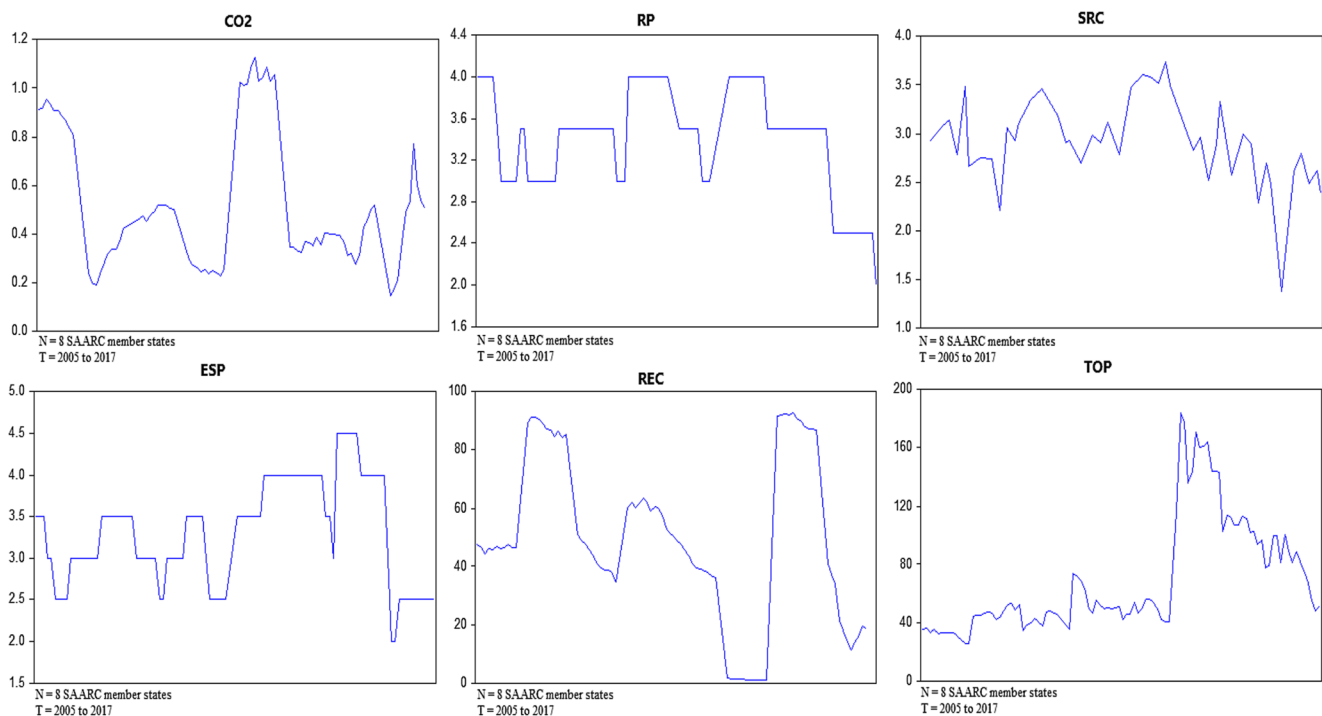 CO2
1.2
1.0
0.8
0.6
0.4
0.2
0.0
N = 8 SAARC member states
T = 2005 to 2017
RP
4.4
4.0
3.6
3.2
2.8
2.4
2.0
1.6
N = 8 SAARC member states
T = 2005 to 2017
SRC
4.0
3.5
3.0
2.5
2.0
1.5
1.0
N = 8 SAARC member states
T = 2005 to 2017
ESP
5.0
4.5
4.0
3.5
3.0
2.5
2.0
1.5
N = 8 SAARC member states
T = 2005 to 2017
REC
100
80
60
40
20
0
N = 8 SAARC member states
T = 2005 to 2017
TOP
200
160
120
80
40
0
N = 8 SAARC member states
T = 2005 to 2017